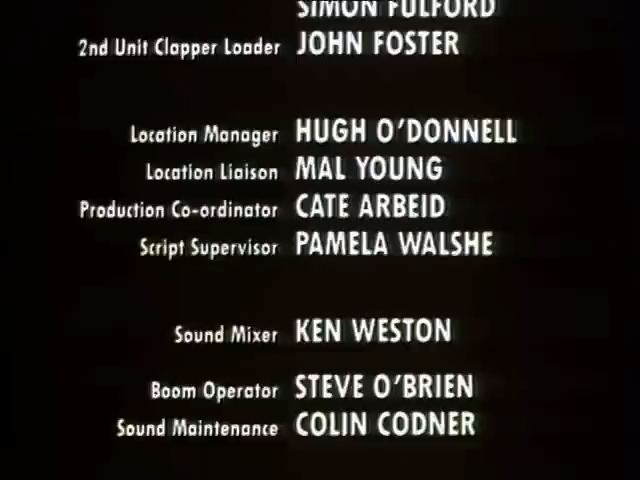 SIMON FULFORD
2nd Unit Clapper Loader JOHN FOSTER
Location Manager HUGH O'DONNELL
Location Liaison MAL YOUNG
Production Co-ordinator CATE ARBEID
Script Supervisor PAMELA WALSHE
Sound Mixer KEN WESTON
Boom Operator STEVE O'BRIEN
Sound Maintenance COLIN CODNER